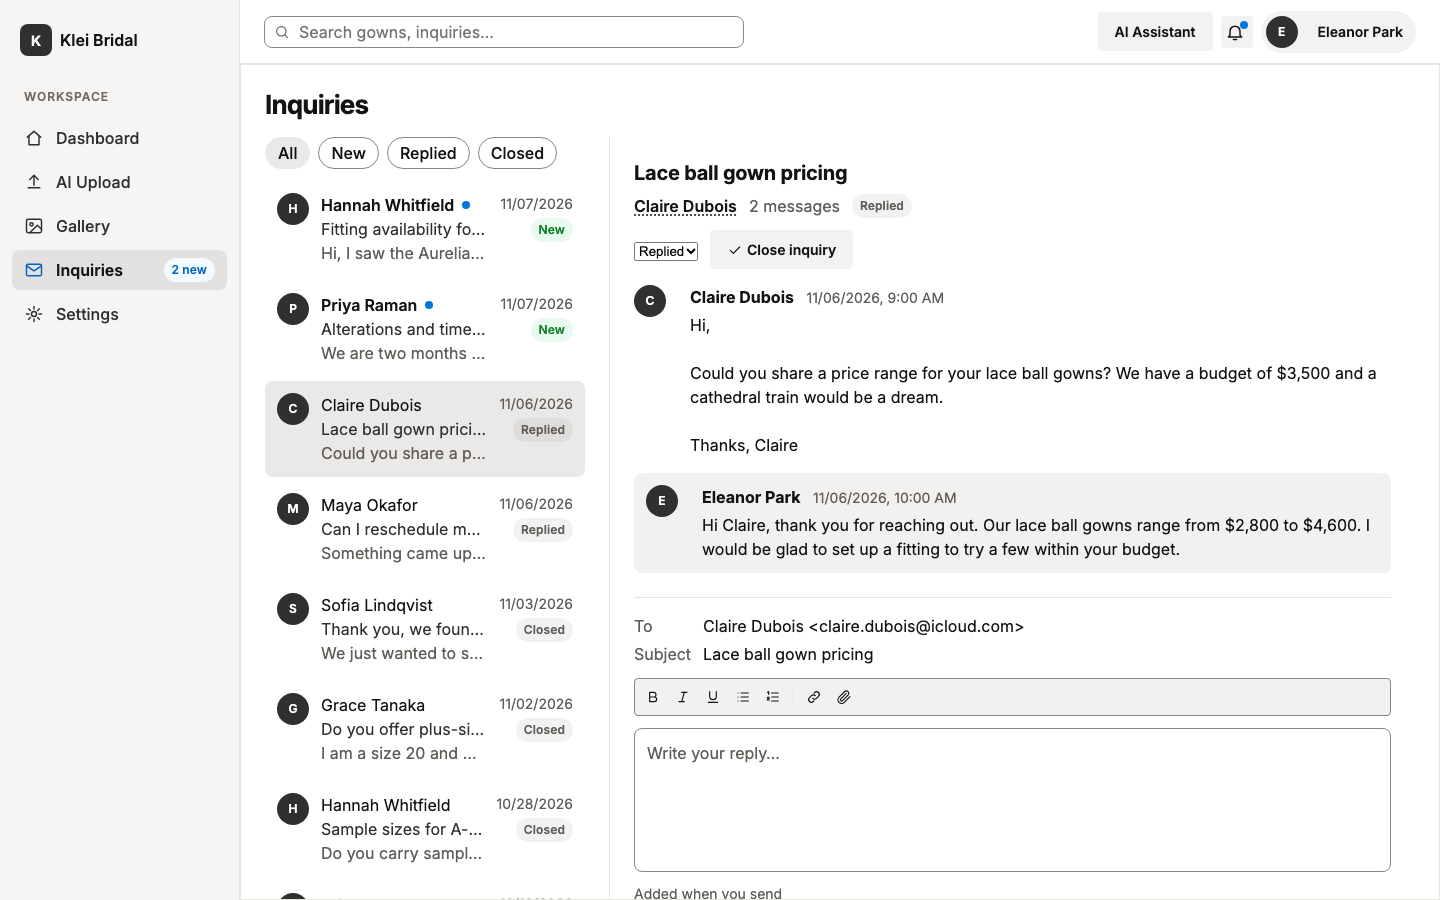 K Klei Bridal
WORKSPACE
Dashboard
AI Upload
Gallery
Inquiries 2 new
Settings
Search gowns, inquiries...
AI Assistant
E Eleanor Park
Inquiries
All New Replied Closed
H Hannah Whitfield 11/07/2026
Fitting availability fo... New
Hi, I saw the Aurelia...
P Priya Raman 11/07/2026
Alterations and time... New
We are two months ...
C Claire Dubois 11/06/2026
Lace ball gown prici... Replied
Could you share a p...
M Maya Okafor 11/06/2026
Can I reschedule m... Replied
Something came up...
S Sofia Lindqvist 11/03/2026
Thank you, we foun... Closed
We just wanted to s...
G Grace Tanaka 11/02/2026
Do you offer plus-si... Closed
I am a size 20 and ...
H Hannah Whitfield 10/28/2026
Sample sizes for A-... Closed
Do you carry sampl...
Lace ball gown pricing
Claire Dubois 2 messages Replied
Replied Close inquiry
C Claire Dubois 11/06/2026, 9:00 AM
Hi,
Could you share a price range for your lace ball gowns? We have a budget of $3,500 and a
cathedral train would be a dream.
Thanks, Claire
E Eleanor Park 11/06/2026, 10:00 AM
Hi Claire, thank you for reaching out. Our lace ball gowns range from $2,800 to $4,600. I
would be glad to set up a fitting to try a few within your budget.
To Claire Dubois <claire.dubois@icloud.com>
Subject Lace ball gown pricing
B I U
Write your reply...
Added when you send